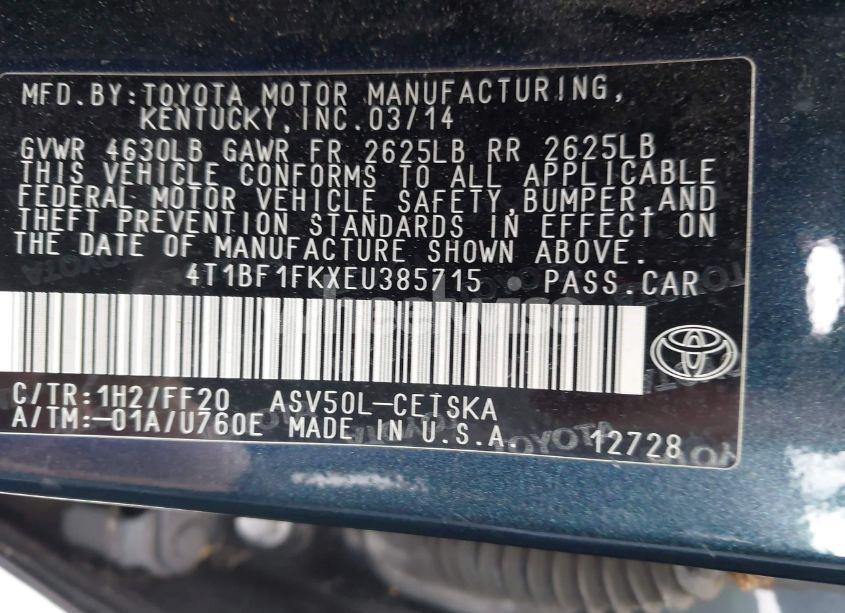 MFD.BY:TOYOTA MOTOR MANUFACTURING,
KENTUCKY,INC.03/14
GVWR 4630LB GAWR FR 2625LB RR 2625LB
THIS VEHICLE CONFORMS TO ALL APPLICABLE
FEDERAL MOTOR VEHICLE SAFETY,BUMPER,AND
THEFT PREVENTION STANDARDS IN EFFECT ON
THE DATE OF MANUFACTURE SHOWN ABOVE.
4T1BF1FKXEU385715 PASS.CAR
wheelwise
C/TR:1H2/FF20 ASV50L-CETSKA
A/TM:-01A/U760E MADE IN U.S.A. 12728